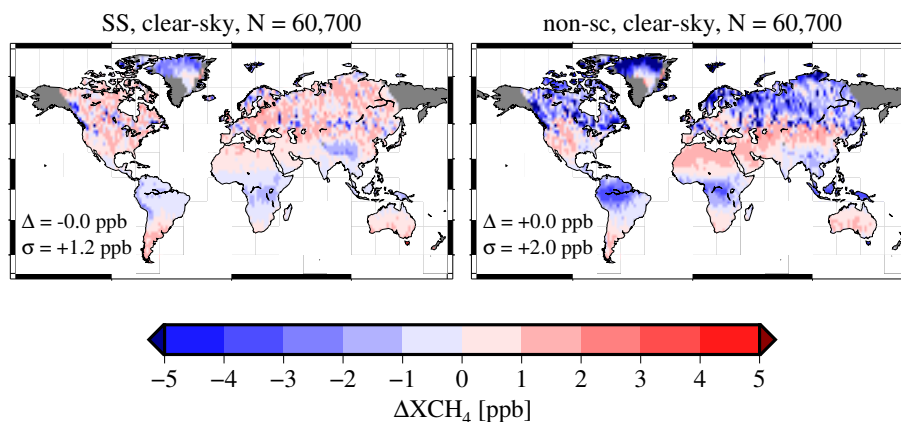 SS, clear-sky, N = 60,700
non-sc, clear-sky, N = 60,700
Δ = -0.0 ppb
σ = +1.2 ppb
Δ = +0.0 ppb
σ = +2.0 ppb
−5 −4 −3 −2 −1 0 1 2 3 4 5
ΔXCH₄ [ppb]